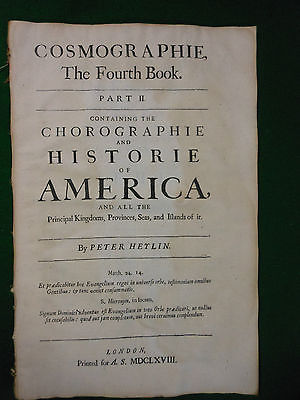 COSMOGRAPHIE,
The Fourth Book.
PART II.
CONTAINING THE
CHOROGRAPHIE
AND
HISTORIE
OF
AMERICA,
AND ALL THE
Principal Kingdoms, Provinces, Seas, and Islands of it.
By PETER HEYLIN.
Matth. 24. 14.
Et prædicabitur hoc Evangelium regni in universo orbe, testimonium omnibus
Gentibus: & tunc veniet consummatio.
S. Hieronym. in locum,
Signum Dominici adventus est Evangelium in toto Orbe prædicari, ut nullus
sit excusabilis: quod aut jam completum, aut brevi cernimus complendum.
LONDON,
Printed for A. S. MDCLXVIII.